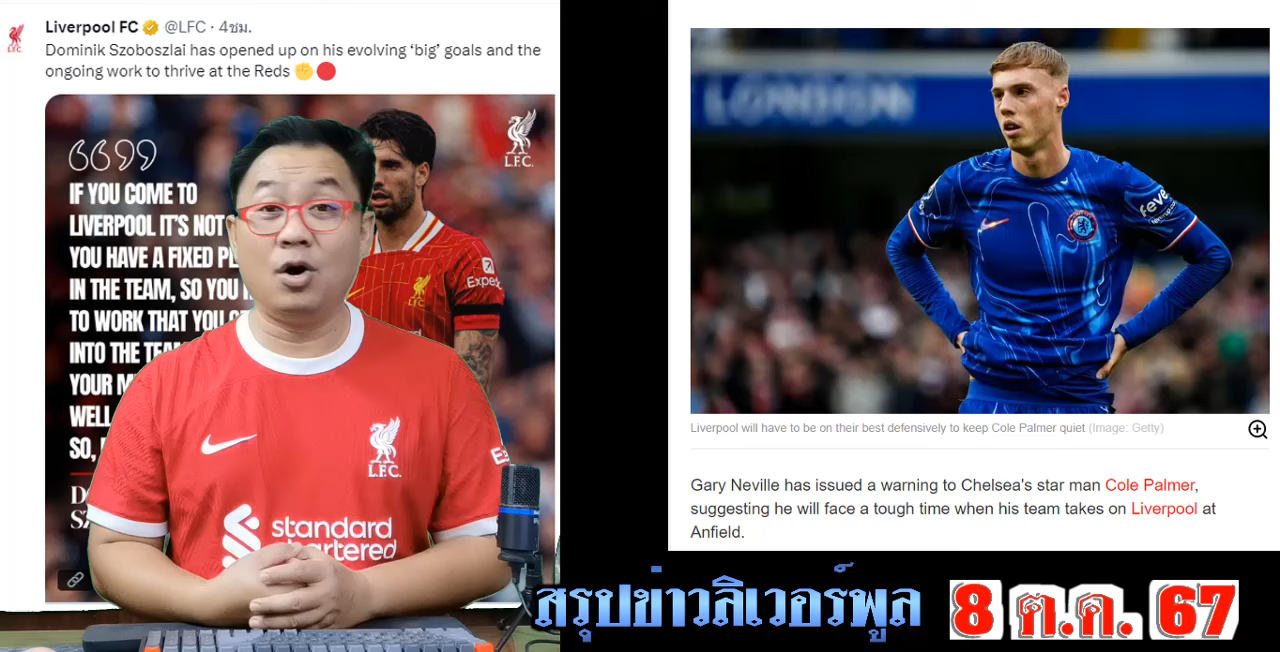 Liverpool FC @LFC · 4ชม.
Dominik Szoboszlai has opened up on his evolving ‘big’ goals and the
ongoing work to thrive at the Reds
L.F.C.
IF YOU COME TO
LIVERPOOL IT'S NOT
YOU HAVE A FIXED
IN THE TEAM, SO YOU
TO WORK THAT YOU
INTO THE
YOUR
WELL
SO,
L.F.C.
standard
chartered
LONDON
Liverpool will have to be on their best defensively to keep Cole Palmer quiet (Image: Getty)
Gary Neville has issued a warning to Chelsea's star man Cole Palmer,
suggesting he will face a tough time when his team takes on Liverpool at
Anfield.
สรุปข่าวลิเวอร์พูล 8 ต.ค. 67